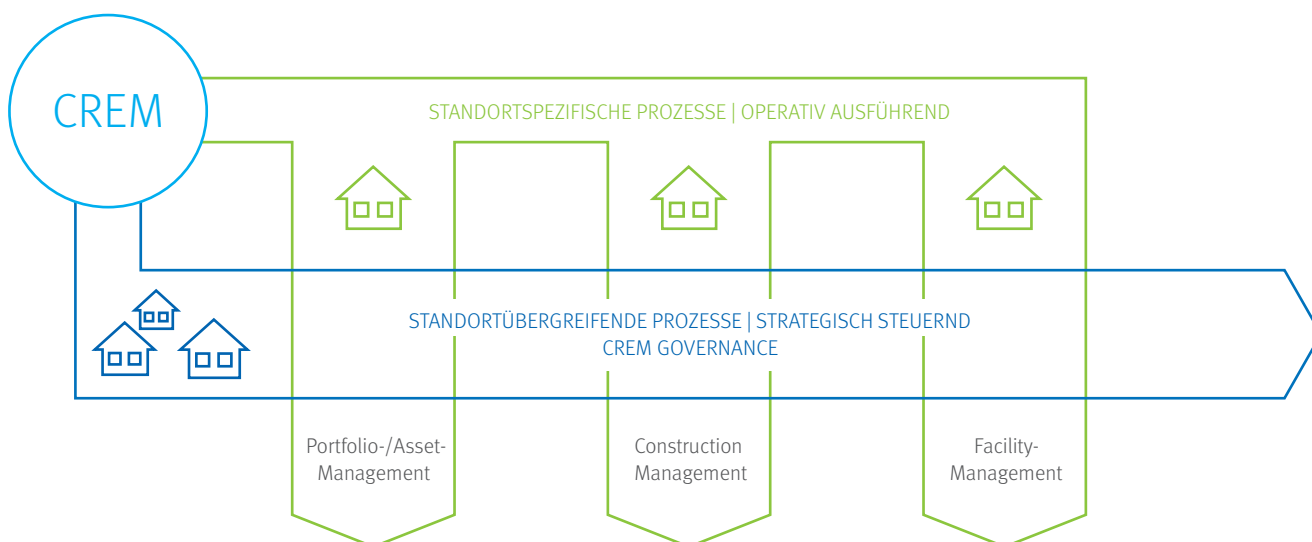 CREM
STANDORTSPEZIFISCHE PROZESSE | OPERATIV AUSFÜHREND
STANDORTÜBERGREIFENDE PROZESSE | STRATEGISCH STEUERND
CREM GOVERNANCE
Portfolio-/Asset-
Management
Construction
Management
Facility-
Management